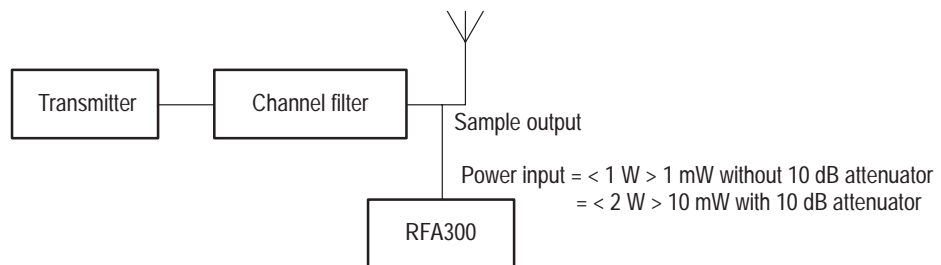 Transmitter
Channel filter
Sample output
Power input = < 1 W > 1 mW without 10 dB attenuator
= < 2 W > 10 mW with 10 dB attenuator
RFA300